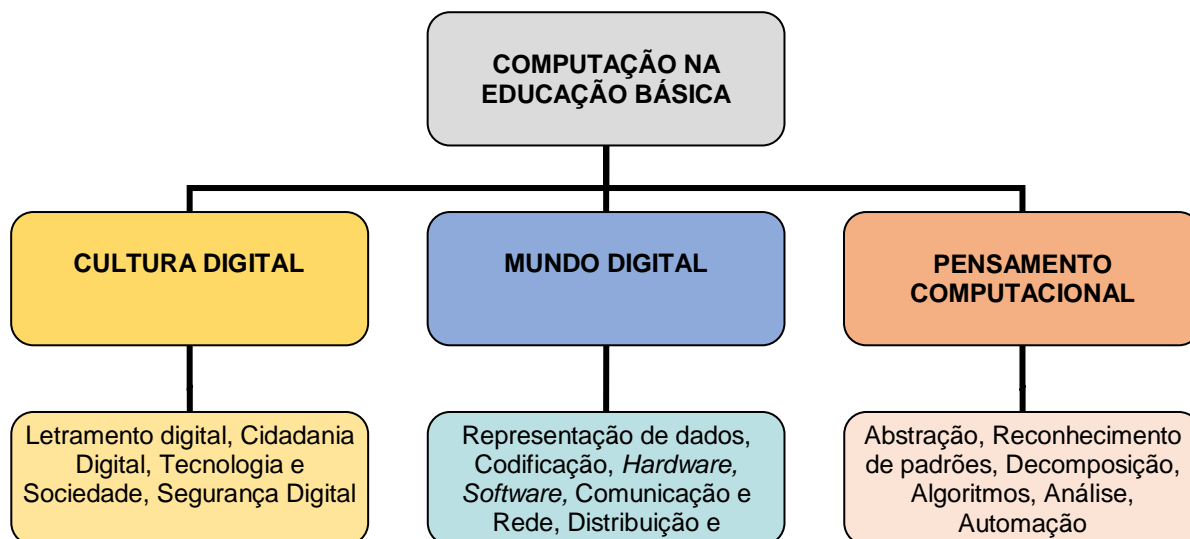 COMPUTAÇÃO NA
EDUCAÇÃO BÁSICA
CULTURA DIGITAL
MUNDO DIGITAL
PENSAMENTO
COMPUTACIONAL
Letramento digital, Cidadania
Digital, Tecnologia e
Sociedade, Segurança Digital
Representação de dados,
Codificação, Hardware,
Software, Comunicação e
Rede, Distribuição e
Abstração, Reconhecimento
de padrões, Decomposição,
Algoritmos, Análise,
Automação